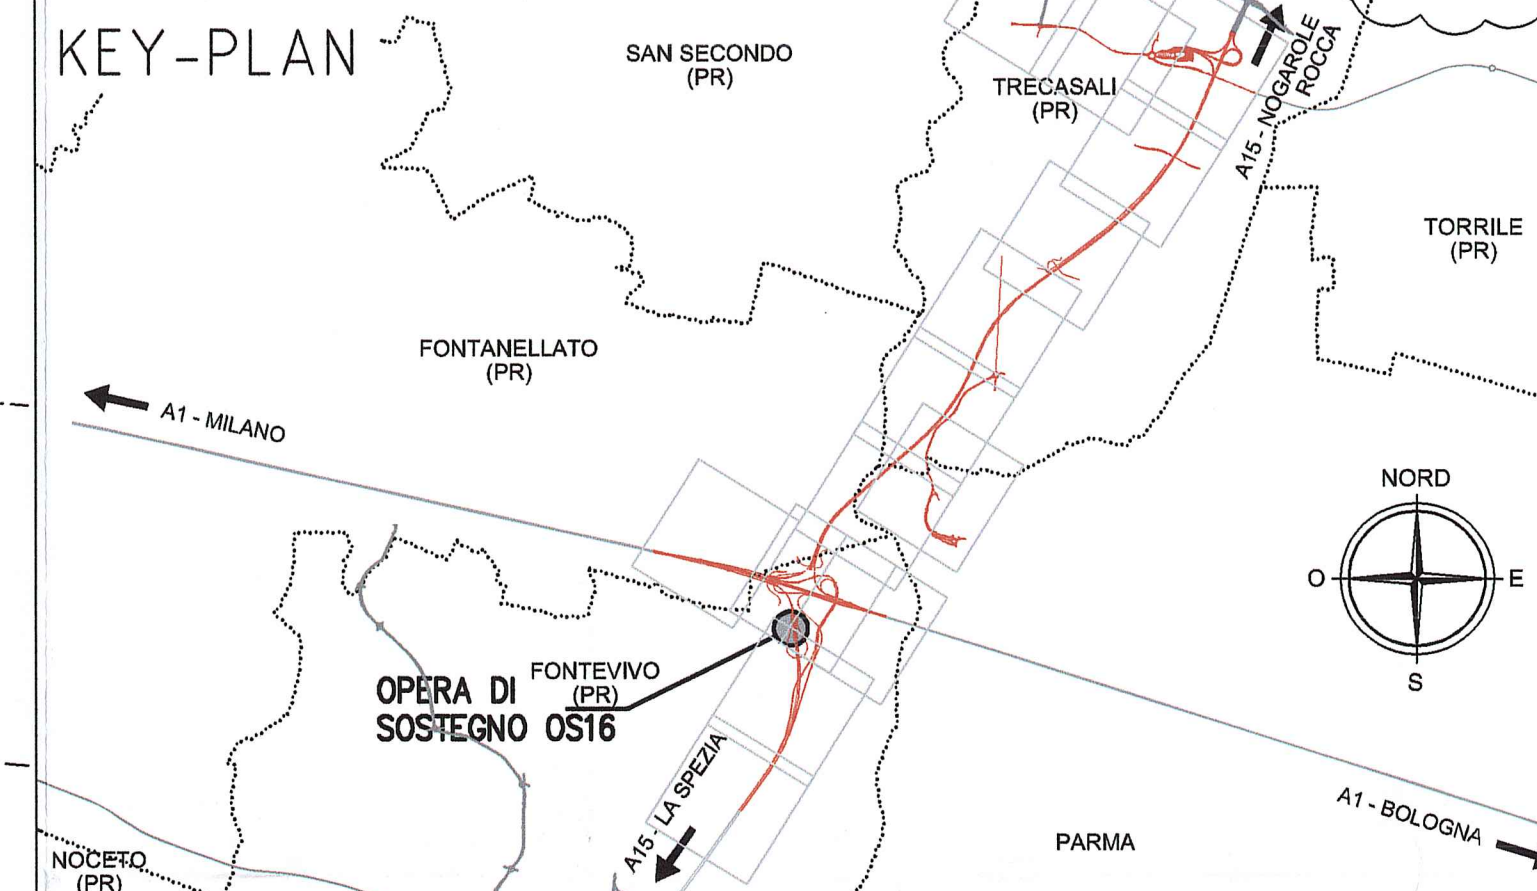 KEY-PLAN
SAN SECONDO
(PR)
TRECASALI
(PR)
A15 - NOGAROLE
ROCCA
TORRILE
(PR)
FONTANELLATO
(PR)
A1 - MILANO
NORD
O
E
S
FONTEVIVO
(PR)
OPERA DI
SOSTEGNO OS16
A15 - LA SPEZIA
A1 - BOLOGNA
PARMA
NOCETO
(PR)